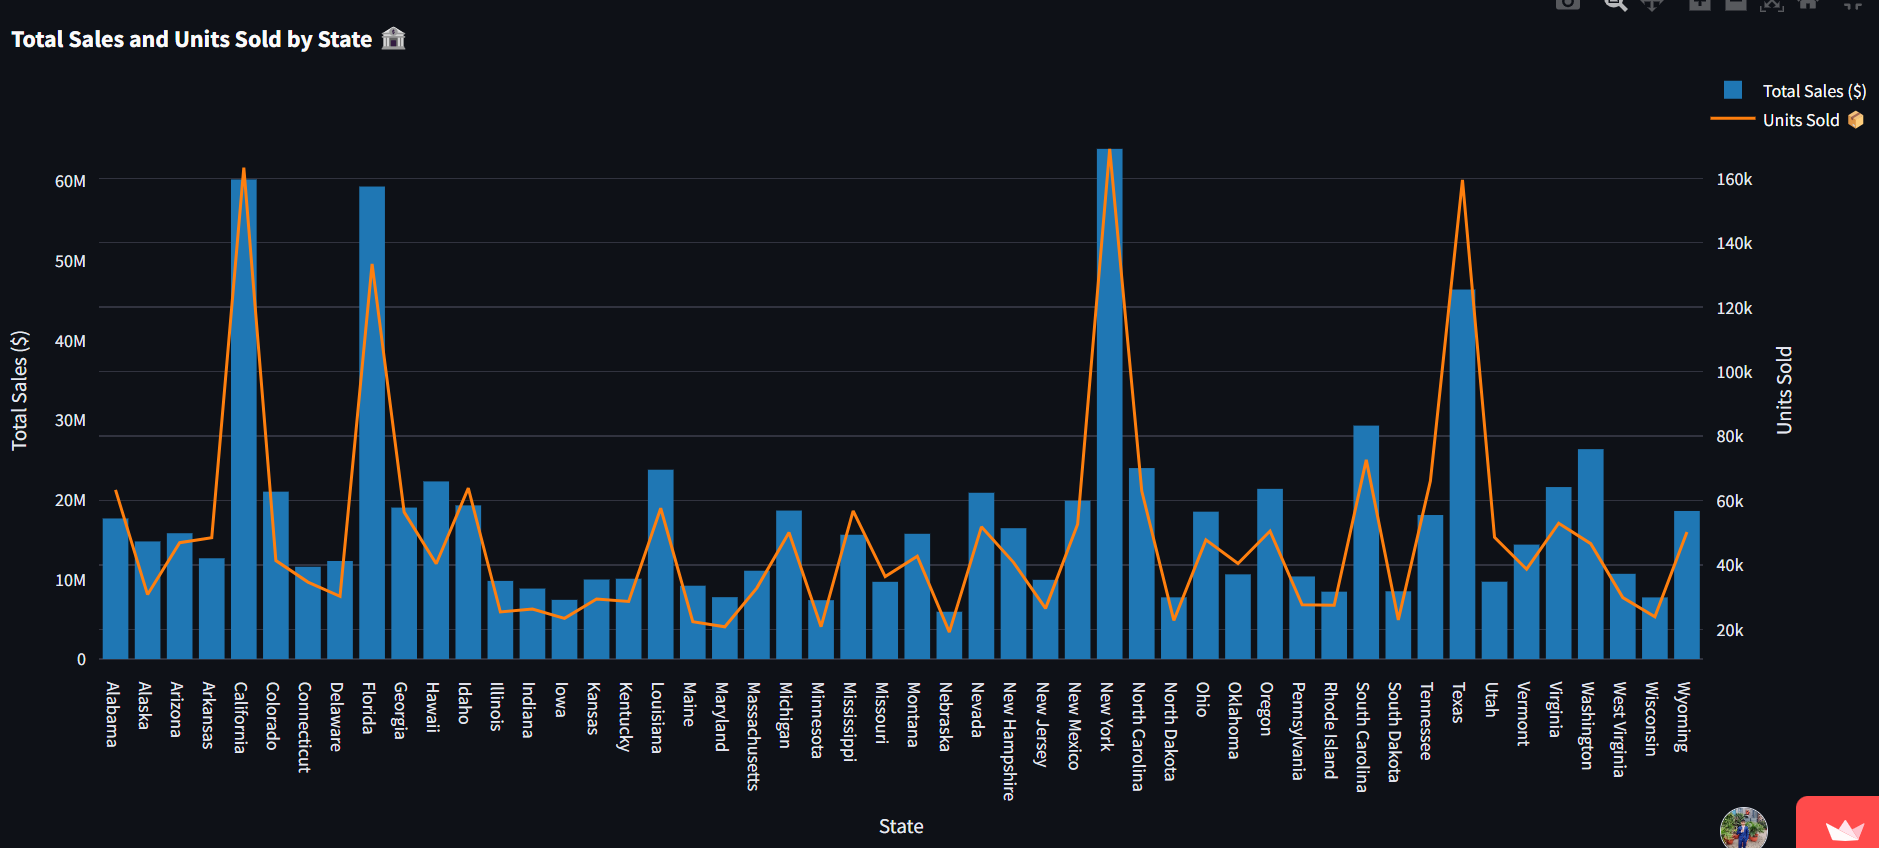 Total Sales and Units Sold by State 🏛️
Total Sales ($)
Units Sold 📦
60M
50M
40M
30M
20M
10M
0
Total Sales ($)
160k
140k
120k
100k
80k
60k
40k
20k
Units Sold
Alabama
Alaska
Arizona
Arkansas
California
Colorado
Connecticut
Delaware
Florida
Georgia
Hawaii
Idaho
Illinois
Indiana
Iowa
Kansas
Kentucky
Louisiana
Maine
Maryland
Massachusetts
Michigan
Minnesota
Mississippi
Missouri
Montana
Nebraska
Nevada
New Hampshire
New Jersey
New Mexico
New York
North Carolina
North Dakota
Ohio
Oklahoma
Oregon
Pennsylvania
Rhode Island
South Carolina
South Dakota
Tennessee
Texas
Utah
Vermont
Virginia
Washington
West Virginia
Wisconsin
Wyoming
State